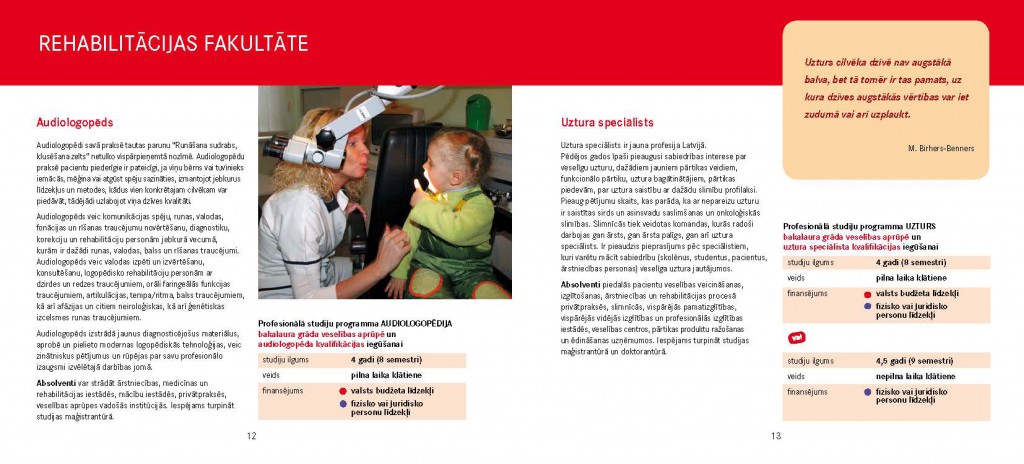 REHABILITĀCIJAS FAKULTĀTE
Audiologopēds
Audiologopēdi savā praksē tautas parunu "Runāšana sudrabs,
klusēšana zelts" netulko vispārpieņemtā nozīmē. Audiologopēdu
praksē pacientu piederīgie ir pateicīgi, ja viņu bērns vai tuvinieks
iemācās, mēģina vai atgūst spēju sazināties, izmantojot jebkurus
līdzekļus un metodes, kādus vien konkrētajam cilvēkam var
piedāvāt, tādējādi uzlabojot viņa dzīves kvalitāti.
Audiologopēds veic komunikācijas spēju, runas, valodas,
fonācijas un rīšanas traucējumu novērtēšanu, diagnostiku,
korekciju un rehabilitāciju personām jebkurā vecumā,
kurām ir dažādi runas, valodas, balss un rīšanas traucējumi.
Audiologopēds veic valodas izpēti un izvērtēšanu,
konsultēšanu, logopēdisko rehabilitāciju personām ar
dzirdes un redzes traucējumiem, orāli faringeālās funkcijas
traucējumiem, artikulācijas, tempa/ritma, balss traucējumiem,
kā arī afāzijas un citiem neiroloģiskas, kā arī ģenētiskas
izcelsmes runas traucējumiem.
Audiologopēds izstrādā jaunus diagnosticējošus materiālus,
aprobē un pielieto modernas logopēdiskās tehnoloģijas, veic
zinātniskus pētījumus un rūpējas par savu profesionālo
izaugsmi izvēlētajā darbības jomā.
Absolventi var strādāt ārstniecības, medicīnas un
rehabilitācijas iestādēs, mācību iestādēs, privātpraksēs,
veselības aprūpes vadošās institūcijās. Iespējams turpināt
studijas maģistrantūrā.
Profesionālā studiju programma AUDIOLOGOPĒDIJA
bakalaura grāda veselības aprūpē un
audiologopēda kvalifikācijas iegūšanai
studiju ilgums 4 gadi (8 semestri)
veids pilna laika klātiene
finansējums valsts budžeta līdzekļi
fizisko vai juridisko
personu līdzekļi
12
Uztura speciālists
Uztura speciālists ir jauna profesija Latvijā.
Pēdējos gados īpaši pieaugusi sabiedrības interese par
veselīgu uzturu, dažādiem jauniem pārtikas veidiem,
funkcionālo pārtiku, uztura bagātinātājiem, pārtikas
piedevām, par uztura saistību ar dažādu slimību profilaksi.
Pieaug pētījumu skaits, kas parāda, ka ar nepareizu uzturu
ir saistītas sirds un asinsvadu saslimšanas un onkoloģiskās
slimības. Slimnīcās tiek veidotas komandas, kurās radoši
darbojas gan ārsts, gan ārsta palīgs, gan arī uztura
speciālists. Ir pieaudzis pieprasījums pēc speciālistiem,
kuri varētu mācīt sabiedrību (skolēnus, studentus, pacientus,
ārstniecības personas) veselīga uztura jautājumos.
Absolventi piedalās pacientu veselības veicināšanas,
izglītošanas, ārstniecības un rehabilitācijas procesā
privātpraksēs, slimnīcās, vispārējās pamatizglītības,
vispārējās vidējās izglītības un profesionālās izglītības
iestādēs, veselības centros, pārtikas produktu ražošanas
un ēdināšanas uzņēmumos. Iespējams turpināt studijas
maģistrantūrā un doktorantūrā.
Uzturs cilvēka dzīvē nav augstākā
balva, bet tā tomēr ir tas pamats, uz
kura dzīves augstākās vērtības var iet
zudumā vai arī uzplaukt.
M. Birhers-Benners
Profesionālā studiju programma UZTURS
bakalaura grāda veselības aprūpē un
uztura speciālista kvalifikācijas iegūšanai
studiju ilgums 4 gadi (8 semestri)
veids pilna laika klātiene
finansējums valsts budžeta līdzekļi
fizisko vai juridisko
personu līdzekļi
vai
studiju ilgums 4,5 gadi (9 semestri)
veids nepilna laika klātiene
finansējums fizisko vai juridisko
personu līdzekļi
13